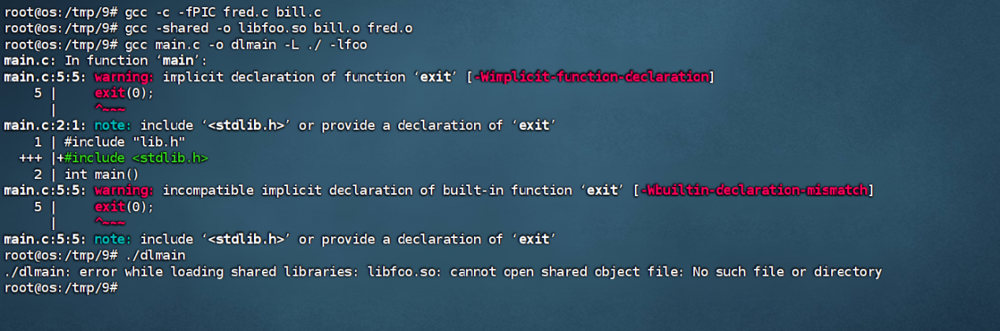 root@os:/tmp/9# gcc -c -fPIC fred.c bill.c
root@os:/tmp/9# gcc -shared -o libfoo.so bill.o fred.o
root@os:/tmp/9# gcc main.c -o dlmain -L ./ -lfoo
main.c: In function ‘main’:
main.c:5:5: warning: implicit declaration of function ‘exit’ [-Wimplicit-function-declaration]
    5 |     exit(0);
      |     ^~~~
main.c:2:1: note: include ‘<stdlib.h>’ or provide a declaration of ‘exit’
    1 | #include "lib.h"
  +++ |+#include <stdlib.h>
    2 | int main()
main.c:5:5: warning: incompatible implicit declaration of built-in function ‘exit’ [-Wbuiltin-declaration-mismatch]
    5 |     exit(0);
      |     ^~~~
main.c:5:5: note: include ‘<stdlib.h>’ or provide a declaration of ‘exit’
root@os:/tmp/9# ./dlmain
./dlmain: error while loading shared libraries: libfoo.so: cannot open shared object file: No such file or directory
root@os:/tmp/9#